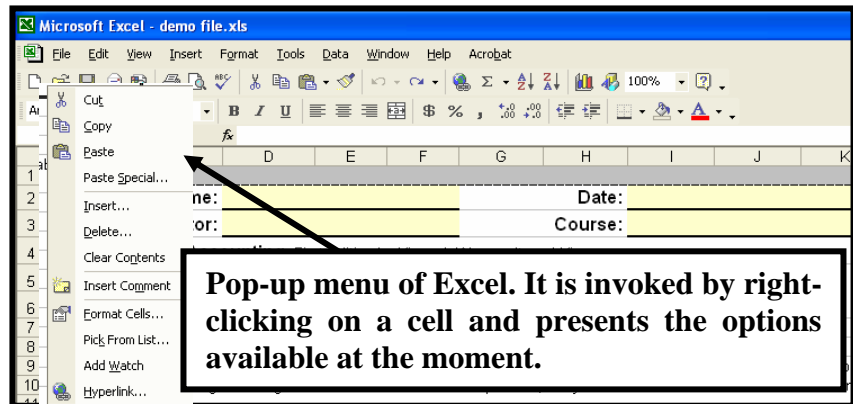 Microsoft Excel - demo file.xls
File Edit View Insert Format Tools Data Window Help Acrobat
Σ 100%
B I U $ % ,
fx
D E F G H I J K
Cut
Copy
Paste
Paste Special...
Insert...
Delete...
Clear Contents
Insert Comment
Format Cells...
Pick From List...
Add Watch
Hyperlink...
1
2 me: Date:
3 tor: Course:
4
5
6
7
8
9
10
Pop-up menu of Excel. It is invoked by right-
clicking on a cell and presents the options
available at the moment.